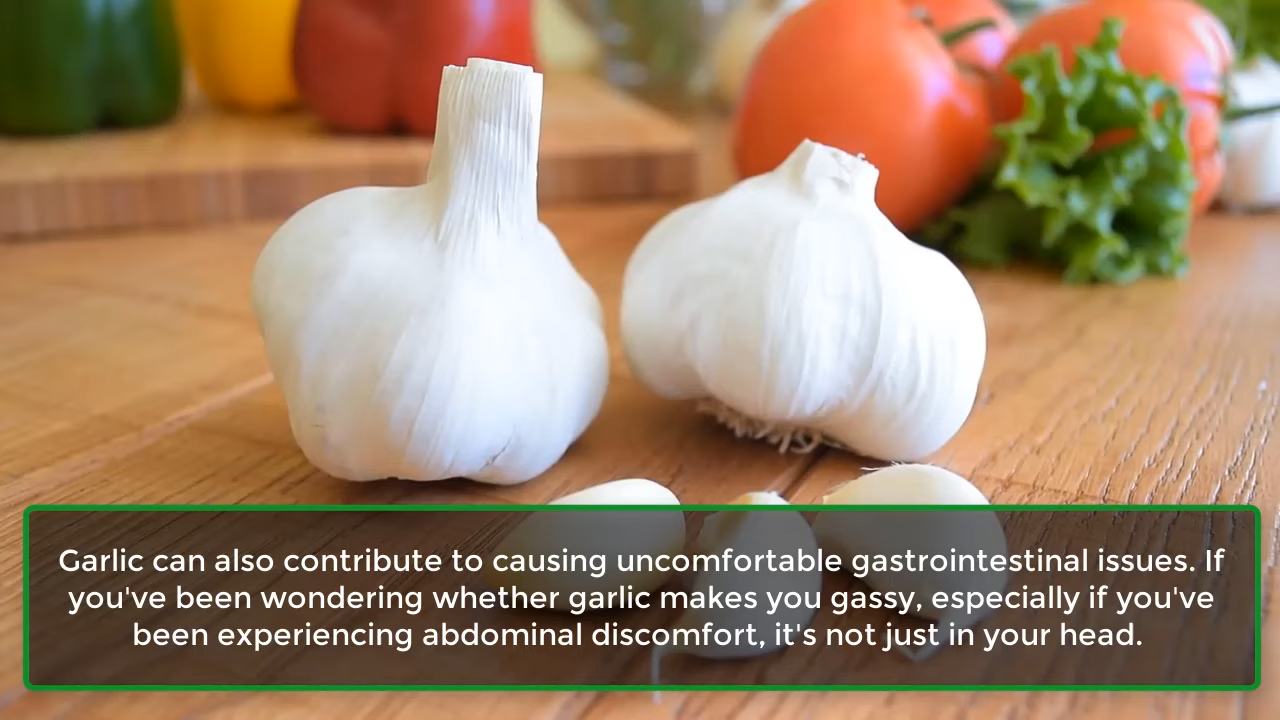 Garlic can also contribute to causing uncomfortable gastrointestinal issues. If
you've been wondering whether garlic makes you gassy, especially if you've
been experiencing abdominal discomfort, it's not just in your head.